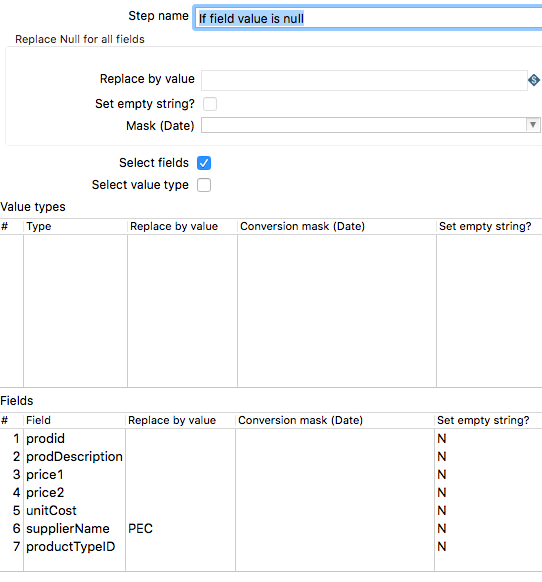 Step name If field value is null
Replace Null for all fields
Replace by value
Set empty string?
Mask (Date)
Select fields
Select value type
Value types
# Type Replace by value Conversion mask (Date) Set empty string?
Fields
# Field Replace by value Conversion mask (Date) Set empty string?
1 prodid N
2 prodDescription N
3 price1 N
4 price2 N
5 unitCost N
6 supplierName PEC N
7 productTypeID N